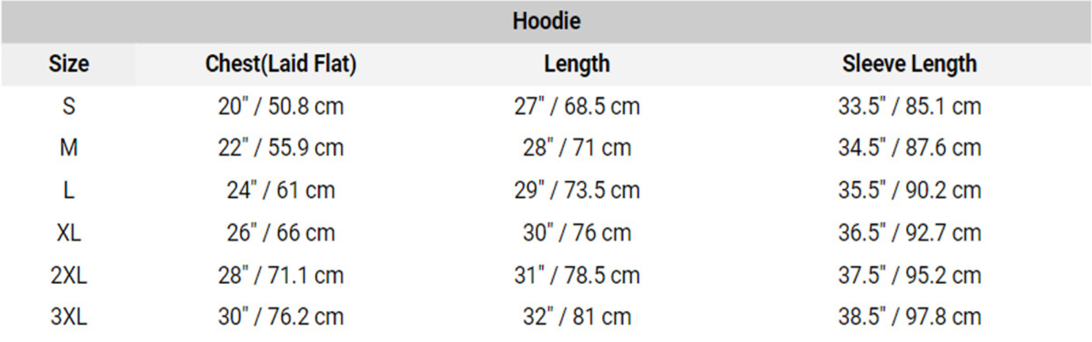 Hoodie
Size Chest(Laid Flat) Length Sleeve Length
S 20" / 50.8 cm 27" / 68.5 cm 33.5" / 85.1 cm
M 22" / 55.9 cm 28" / 71 cm 34.5" / 87.6 cm
L 24" / 61 cm 29" / 73.5 cm 35.5" / 90.2 cm
XL 26" / 66 cm 30" / 76 cm 36.5" / 92.7 cm
2XL 28" / 71.1 cm 31" / 78.5 cm 37.5" / 95.2 cm
3XL 30" / 76.2 cm 32" / 81 cm 38.5" / 97.8 cm